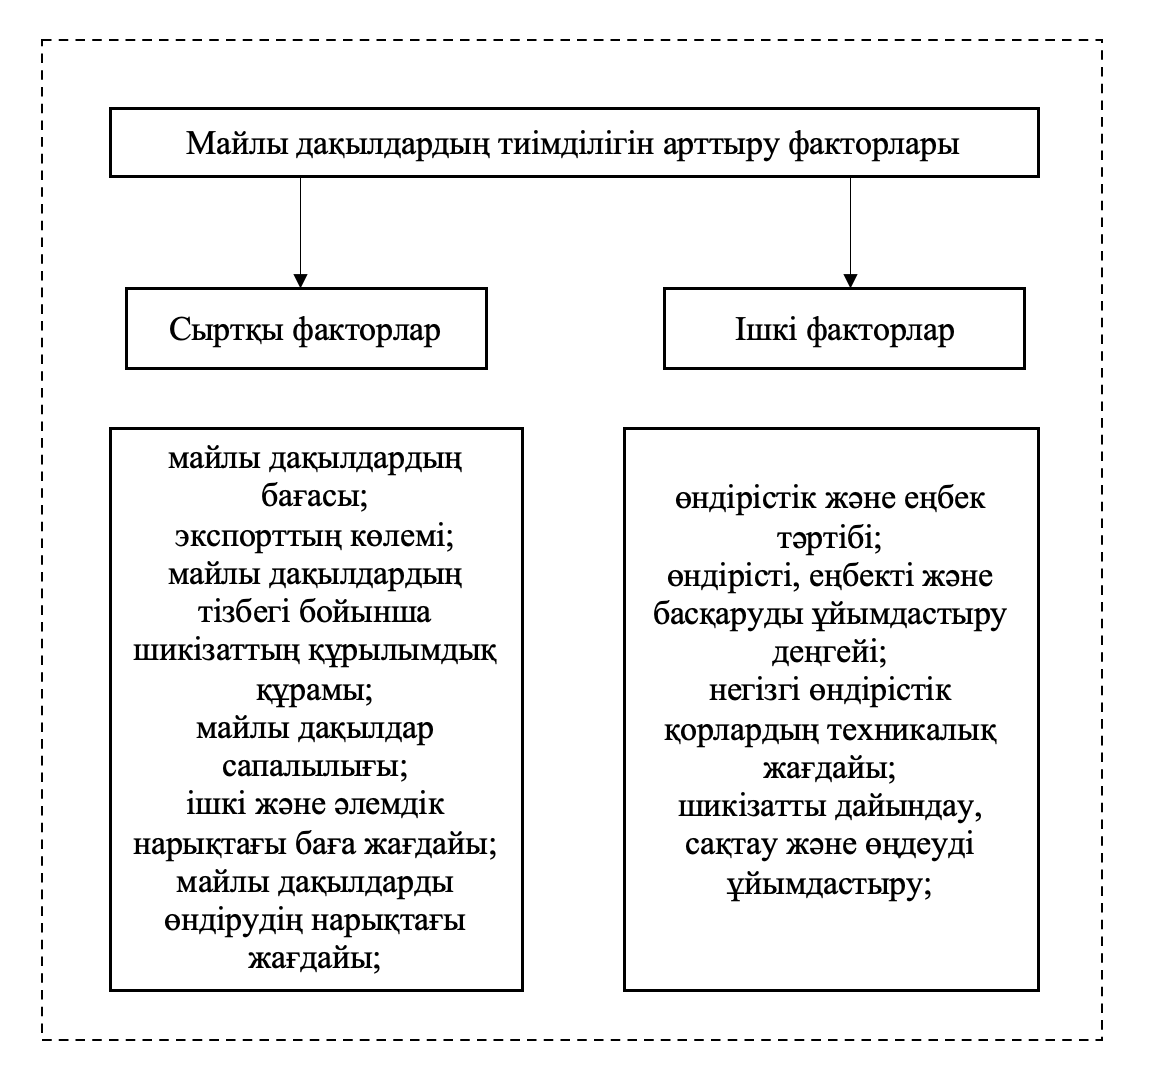 Майлы дақылдардың тиімділігін арттыру факторлары
Сыртқы факторлар
Ішкі факторлар
майлы дақылдардың
бағасы;
экспорттың көлемі;
майлы дақылдардың
тізбегі бойынша
шикізаттың құрылымдық
құрамы;
майлы дақылдар
сапалылығы;
ішкі және әлемдік
нарықтағы баға жағдайы;
майлы дақылдарды
өндірудің нарықтағы
жағдайы;
өндірістік және еңбек
тәртібі;
өндірісті, еңбекті және
басқаруды ұйымдастыру
деңгейі;
негізгі өндірістік
қорлардың техникалық
жағдайы;
шикізатты дайындау,
сақтау және өңдеуді
ұйымдастыру;